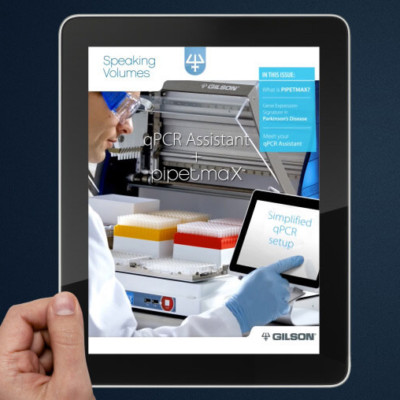 Speaking
Volumes
IN THIS ISSUE:
What is PIPETMAX?
Gene Expression
Signature in
Parkinson's Disease
Meet your
qPCR Assistant
GILSON
qPCR Assistant
+
pipetmaX
Simplified
qPCR
setup
GILSON